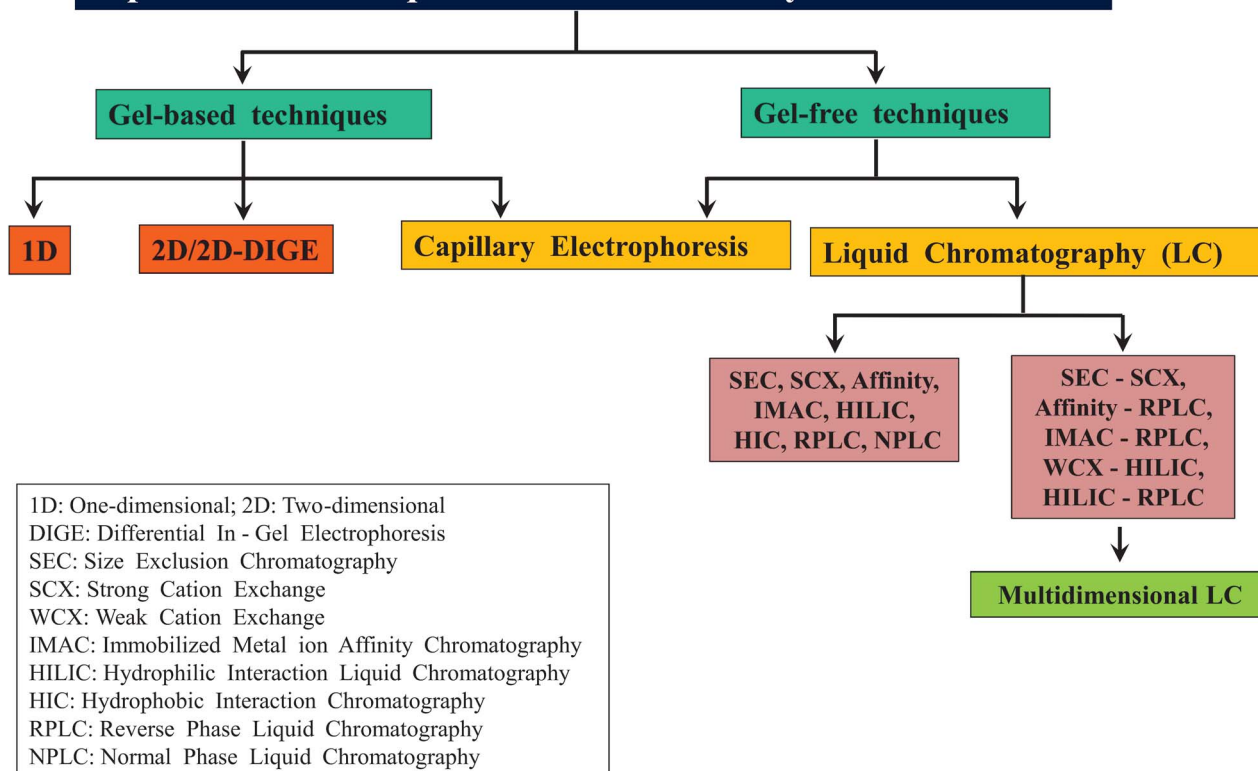 Gel-based techniques
Gel-free techniques
1D
2D/2D-DIGE
Capillary Electrophoresis
Liquid Chromatography (LC)
SEC, SCX, Affinity,
IMAC, HILIC,
HIC, RPLC, NPLC
SEC - SCX,
Affinity - RPLC,
IMAC - RPLC,
WCX - HILIC,
HILIC - RPLC
Multidimensional LC
1D: One-dimensional; 2D: Two-dimensional
DIGE: Differential In - Gel Electrophoresis
SEC: Size Exclusion Chromatography
SCX: Strong Cation Exchange
WCX: Weak Cation Exchange
IMAC: Immobilized Metal ion Affinity Chromatography
HILIC: Hydrophilic Interaction Liquid Chromatography
HIC: Hydrophobic Interaction Chromatography
RPLC: Reverse Phase Liquid Chromatography
NPLC: Normal Phase Liquid Chromatography